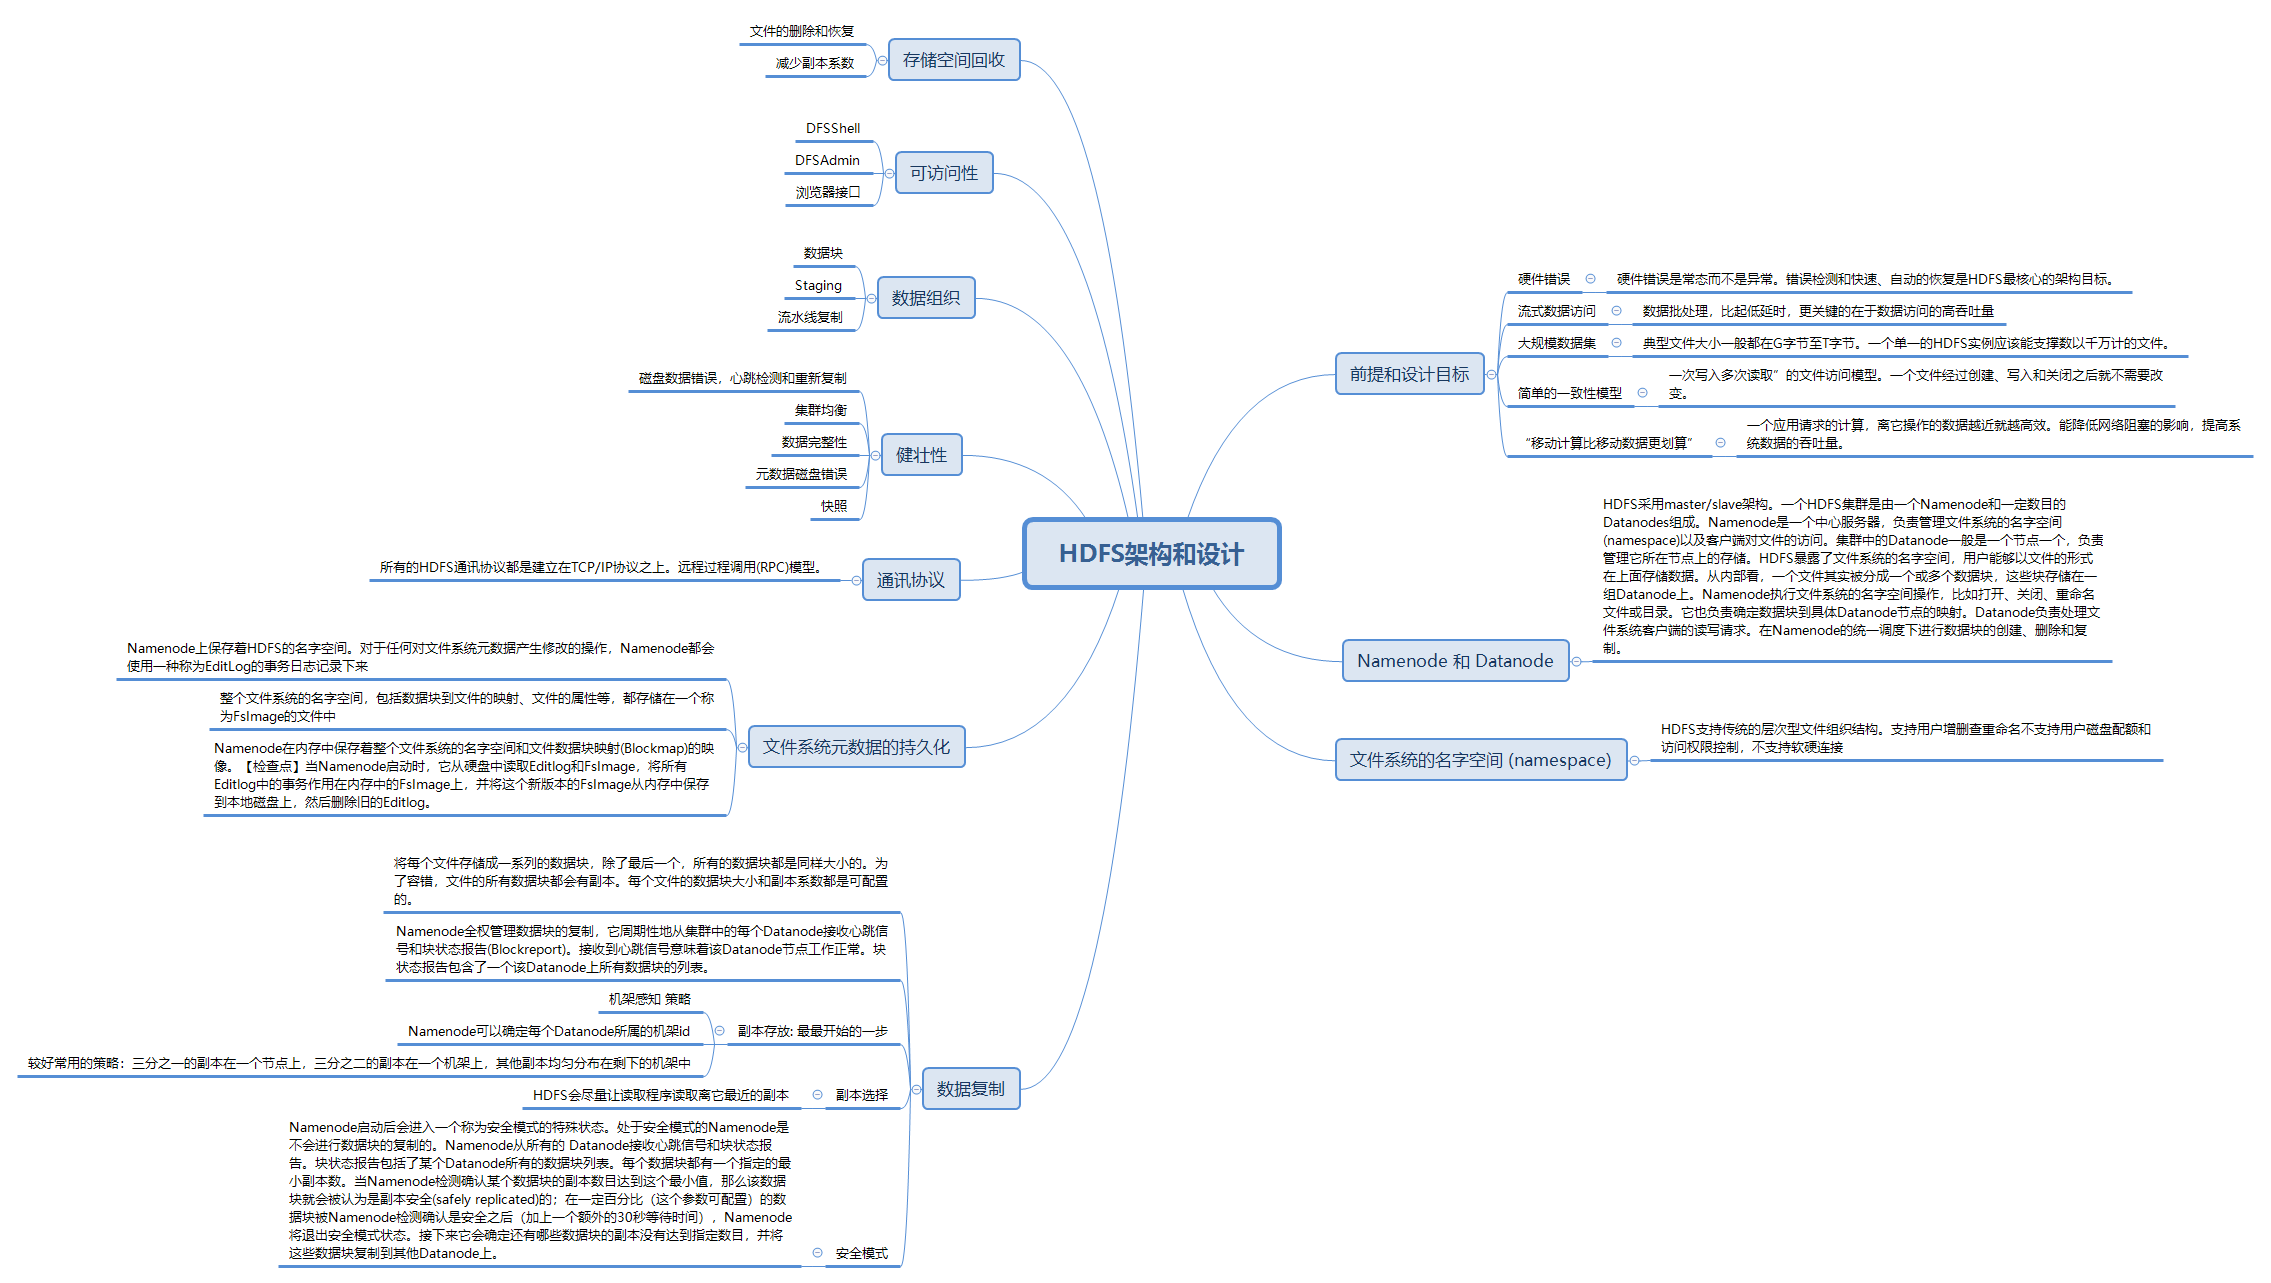 HDFS架构和设计
前提和设计目标
硬件错误
硬件错误是常态而不是异常。错误检测和快速、自动的恢复是HDFS最核心的架构目标。
流式数据访问
数据批处理，比起低延时，更关键的在于数据访问的高吞吐量
大规模数据集
典型文件大小一般都在G字节至T字节。一个单一的HDFS实例应该能支撑数以千万计的文件。
简单的一致性模型
一次写入多次读取”的文件访问模型。一个文件经过创建、写入和关闭之后就不需要改
变。
“移动计算比移动数据更划算”
一个应用请求的计算，离它操作的数据越近就越高效。能降低网络阻塞的影响，提高系
统数据的吞吐量。
Namenode 和 Datanode
HDFS采用master/slave架构。一个HDFS集群是由一个Namenode和一定数目的
Datanodes组成。Namenode是一个中心服务器，负责管理文件系统的名字空间
(namespace)以及客户端对文件的访问。集群中的Datanode一般是一个节点一个，负责
管理它所在节点上的存储。HDFS暴露了文件系统的名字空间，用户能够以文件的形式
在上面存储数据。从内部看，一个文件其实被分成一个或多个数据块，这些块存储在一
组Datanode上。Namenode执行文件系统的名字空间操作，比如打开、关闭、重命名
文件或目录。它也负责确定数据块到具体Datanode节点的映射。Datanode负责处理文
件系统客户端的读写请求。在Namenode的统一调度下进行数据块的创建、删除和复
制。
文件系统的名字空间 (namespace)
HDFS支持传统的层次型文件组织结构。支持用户增删查重命名不支持用户磁盘配额和
访问权限控制，不支持软硬连接
存储空间回收
文件的删除和恢复
减少副本系数
可访问性
DFSShell
DFSAdmin
浏览器接口
数据组织
数据块
Staging
流水线复制
健壮性
磁盘数据错误，心跳检测和重新复制
集群均衡
数据完整性
元数据磁盘错误
快照
通讯协议
所有的HDFS通讯协议都是建立在TCP/IP协议之上。远程过程调用(RPC)模型。
文件系统元数据的持久化
Namenode上保存着HDFS的名字空间。对于任何对文件系统元数据产生修改的操作，Namenode都会
使用一种称为EditLog的事务日志记录下来
整个文件系统的名字空间，包括数据块到文件的映射、文件的属性等，都存储在一个称
为FsImage的文件中
Namenode在内存中保存着整个文件系统的名字空间和文件数据块映射(Blockmap)的映
像。【检查点】当Namenode启动时，它从硬盘中读取Editlog和FsImage，将所有
Editlog中的事务作用在内存中的FsImage上，并将这个新版本的FsImage从内存中保存
到本地磁盘上，然后删除旧的Editlog。
数据复制
将每个文件存储成一系列的数据块，除了最后一个，所有的数据块都是同样大小的。为
了容错，文件的所有数据块都会有副本。每个文件的数据块大小和副本系数都是可配置
的。
Namenode全权管理数据块的复制，它周期性地从集群中的每个Datanode接收心跳信
号和块状态报告(Blockreport)。接收到心跳信号意味着该Datanode节点工作正常。块
状态报告包含了一个该Datanode上所有数据块的列表。
副本存放: 最最开始的一步
机架感知 策略
Namenode可以确定每个Datanode所属的机架id
较好常用的策略：三分之一的副本在一个节点上，三分之二的副本在一个机架上，其他副本均匀分布在剩下的机架中
副本选择
HDFS会尽量让读取程序读取离它最近的副本
安全模式
Namenode启动后会进入一个称为安全模式的特殊状态。处于安全模式的Namenode是
不会进行数据块的复制的。Namenode从所有的 Datanode接收心跳信号和块状态报
告。块状态报告包括了某个Datanode所有的数据块列表。每个数据块都有一个指定的最
小副本数。当Namenode检测确认某个数据块的副本数目达到这个最小值，那么该数据
块就会被认为是副本安全(safely replicated)的；在一定百分比（这个参数可配置）的数
据块被Namenode检测确认是安全之后（加上一个额外的30秒等待时间），Namenode
将退出安全模式状态。接下来它会确定还有哪些数据块的副本没有达到指定数目，并将
这些数据块复制到其他Datanode上。